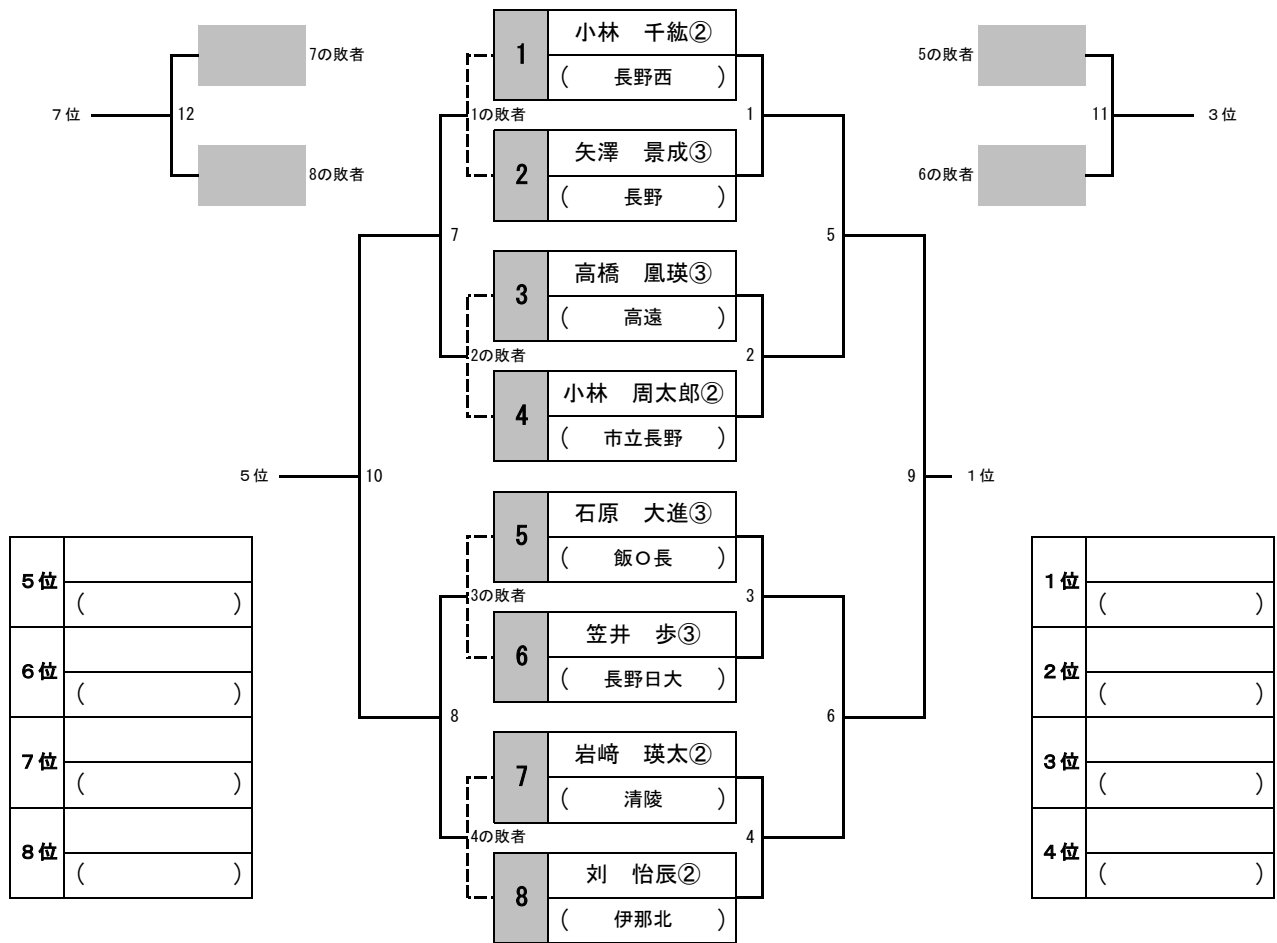 7の敗者
7位
12
8の敗者
1
小林　千紘②
(　長野西　)
1の敗者
1
2
矢澤　景成③
(　長野　)
5の敗者
11
3位
6の敗者
7
5
3
高橋　凰瑛③
(　高遠　)
2の敗者
2
4
小林　周太郎②
(　市立長野　)
5位
10
9
1位
5
石原　大進③
(　飯O長　)
3の敗者
3
6
笠井　歩③
(　長野日大　)
8
6
7
岩﨑　瑛太②
(　清陵　)
4の敗者
4
8
刘　怡辰②
(　伊那北　)
5位
(　)
6位
(　)
7位
(　)
8位
(　)
1位
(　)
2位
(　)
3位
(　)
4位
(　)